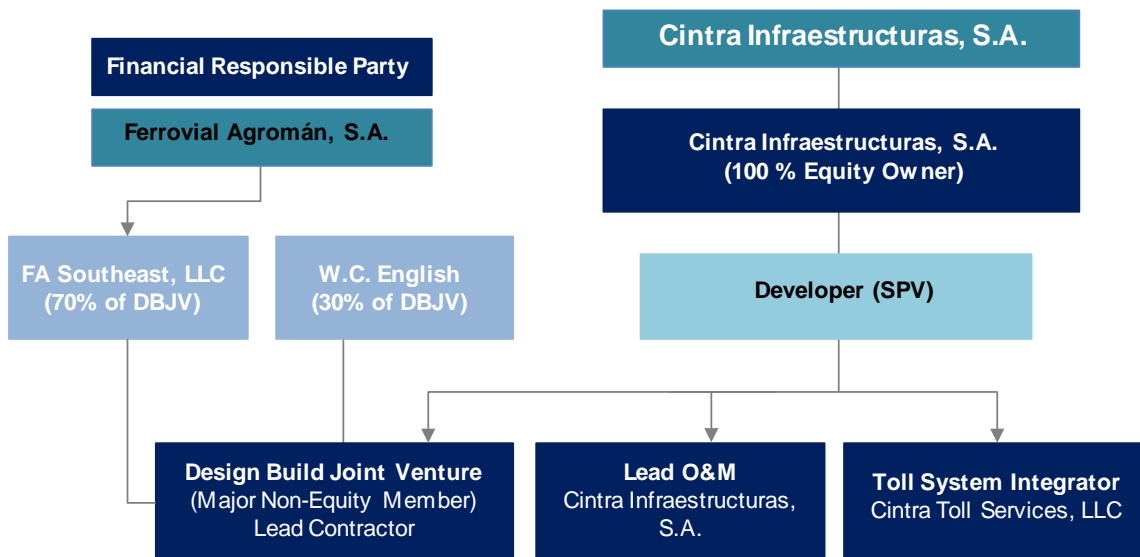 Cintra Infraestructuras, S.A.
Financial Responsible Party
Ferrovial Agromán, S.A.
Cintra Infraestructuras, S.A.
(100 % Equity Owner)
FA Southeast, LLC
(70% of DBJV)
W.C. English
(30% of DBJV)
Developer (SPV)
Design Build Joint Venture
(Major Non-Equity Member)
Lead Contractor
Lead O&M
Cintra Infraestructuras,
S.A.
Toll System Integrator
Cintra Toll Services, LLC